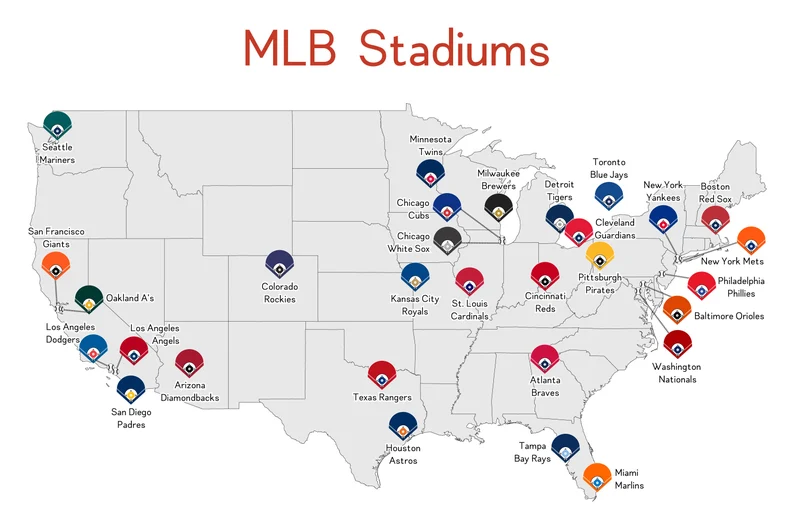 MLB Stadiums
Seattle
Mariners
Minnesota
Twins
Milwaukee
Brewers
Toronto
Blue Jays
Detroit
Tigers
New York
Yankees
Boston
Red Sox
Chicago
Cubs
Cleveland
Guardians
San Francisco
Giants
Chicago
White Sox
New York Mets
Colorado
Rockies
Pittsburgh
Pirates
Philadelphia
Phillies
Oakland A's
Kansas City
Royals
St. Louis
Cardinals
Cincinnati
Reds
Baltimore Orioles
Los Angeles
Dodgers
Los Angeles
Angels
Washington
Nationals
Arizona
Diamondbacks
Texas Rangers
Atlanta
Braves
San Diego
Padres
Houston
Astros
Tampa
Bay Rays
Miami
Marlins